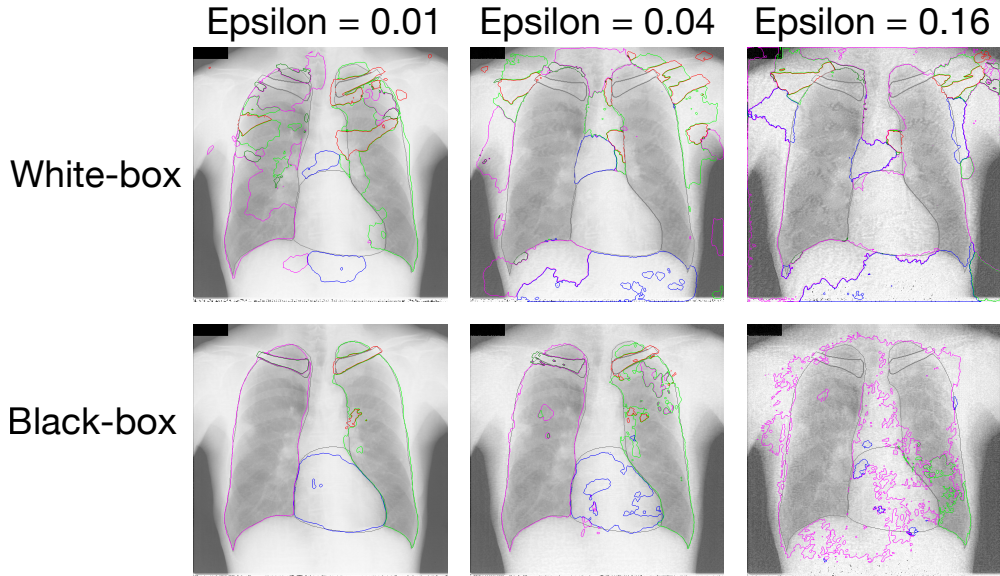 Epsilon = 0.01 Epsilon = 0.04 Epsilon = 0.16
White-box
Black-box